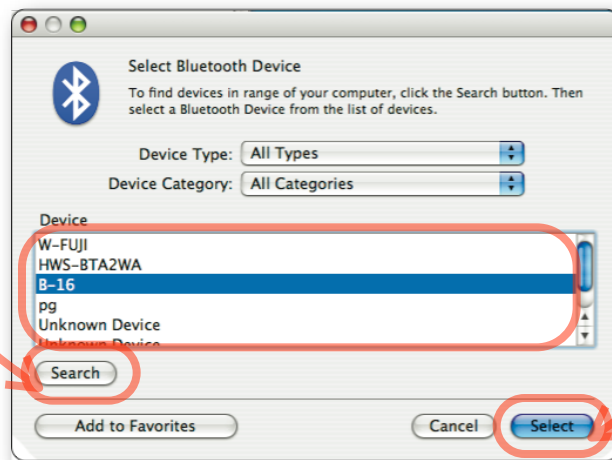 Select Bluetooth Device
To find devices in range of your computer, click the Search button. Then
select a Bluetooth Device from the list of devices.
Device Type: All Types
Device Category: All Categories
Device
W-FUJI
HWS-BTA2WA
B-16
pg
Unknown Device
Unknown Device
Search
Add to Favorites
Cancel
Select